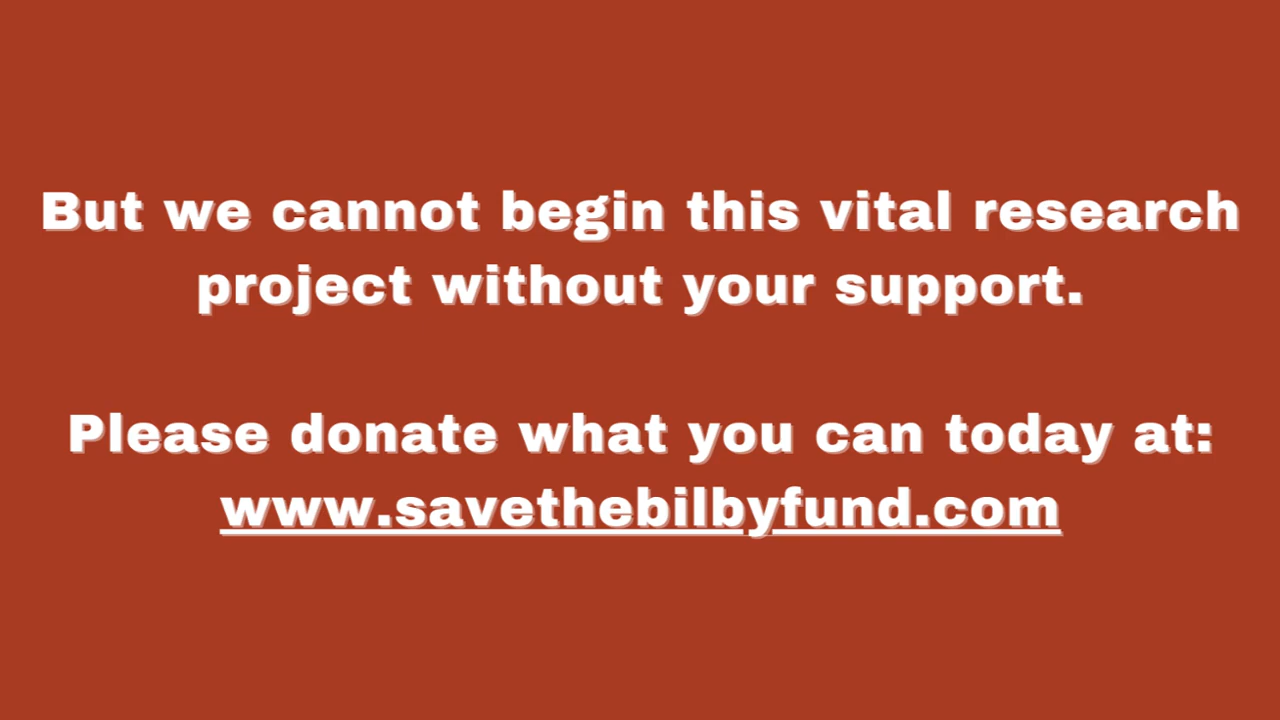 But we cannot begin this vital research
project without your support.
Please donate what you can today at:
www.savethebilbyfund.com